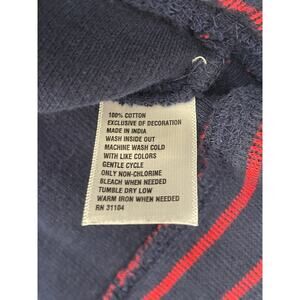 100% COTTON
EXCLUSIVE OF DECORATION
MADE IN INDIA
WASH INSIDE OUT
MACHINE WASH COLD
WITH LIKE COLORS
GENTLE CYCLE
ONLY NON-CHLORINE
BLEACH WHEN NEEDED
TUMBLE DRY LOW
WARM IRON WHEN NEEDED
RN 31104